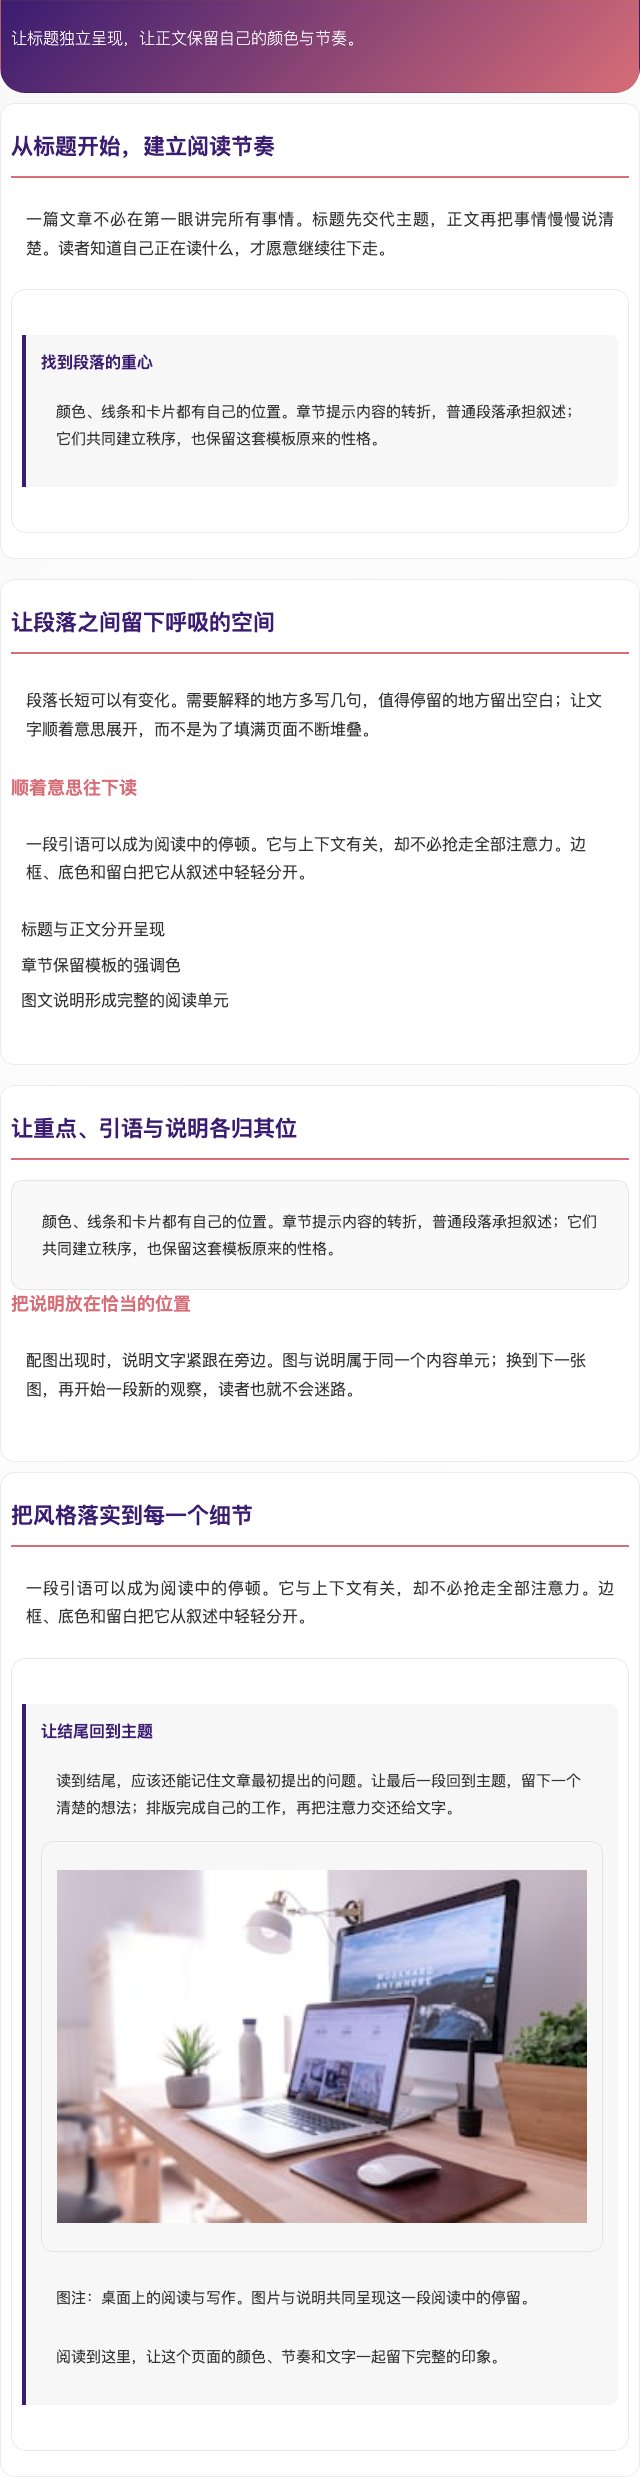 让标题独立呈现，让正文保留自己的颜色与节奏。
从标题开始，建立阅读节奏
一篇文章不必在第一眼讲完所有事情。标题先交代主题，正文再把事情慢慢说清
楚。读者知道自己正在读什么，才愿意继续往下走。
找到段落的重心
颜色、线条和卡片都有自己的位置。章节提示内容的转折，普通段落承担叙述；
它们共同建立秩序，也保留这套模板原来的性格。
让段落之间留下呼吸的空间
段落长短可以有变化。需要解释的地方多写几句，值得停留的地方留出空白；让文
字顺着意思展开，而不是为了填满页面不断堆叠。
顺着意思往下读
一段引语可以成为阅读中的停顿。它与上下文有关，却不必抢走全部注意力。边
框、底色和留白把它从叙述中轻轻分开。
标题与正文分开呈现
章节保留模板的强调色
图文说明形成完整的阅读单元
让重点、引语与说明各归其位
颜色、线条和卡片都有自己的位置。章节提示内容的转折，普通段落承担叙述；它们
共同建立秩序，也保留这套模板原来的性格。
把说明放在恰当的位置
配图出现时，说明文字紧跟在旁边。图与说明属于同一个内容单元；换到下一张
图，再开始一段新的观察，读者也就不会迷路。
把风格落实到每一个细节
一段引语可以成为阅读中的停顿。它与上下文有关，却不必抢走全部注意力。边
框、底色和留白把它从叙述中轻轻分开。
让结尾回到主题
读到结尾，应该还能记住文章最初提出的问题。让最后一段回到主题，留下一个
清楚的想法；排版完成自己的工作，再把注意力交还给文字。
WORKHARD
ANYWHERE
图注：桌面上的阅读与写作。图片与说明共同呈现这一段阅读中的停留。
阅读到这里，让这个页面的颜色、节奏和文字一起留下完整的印象。